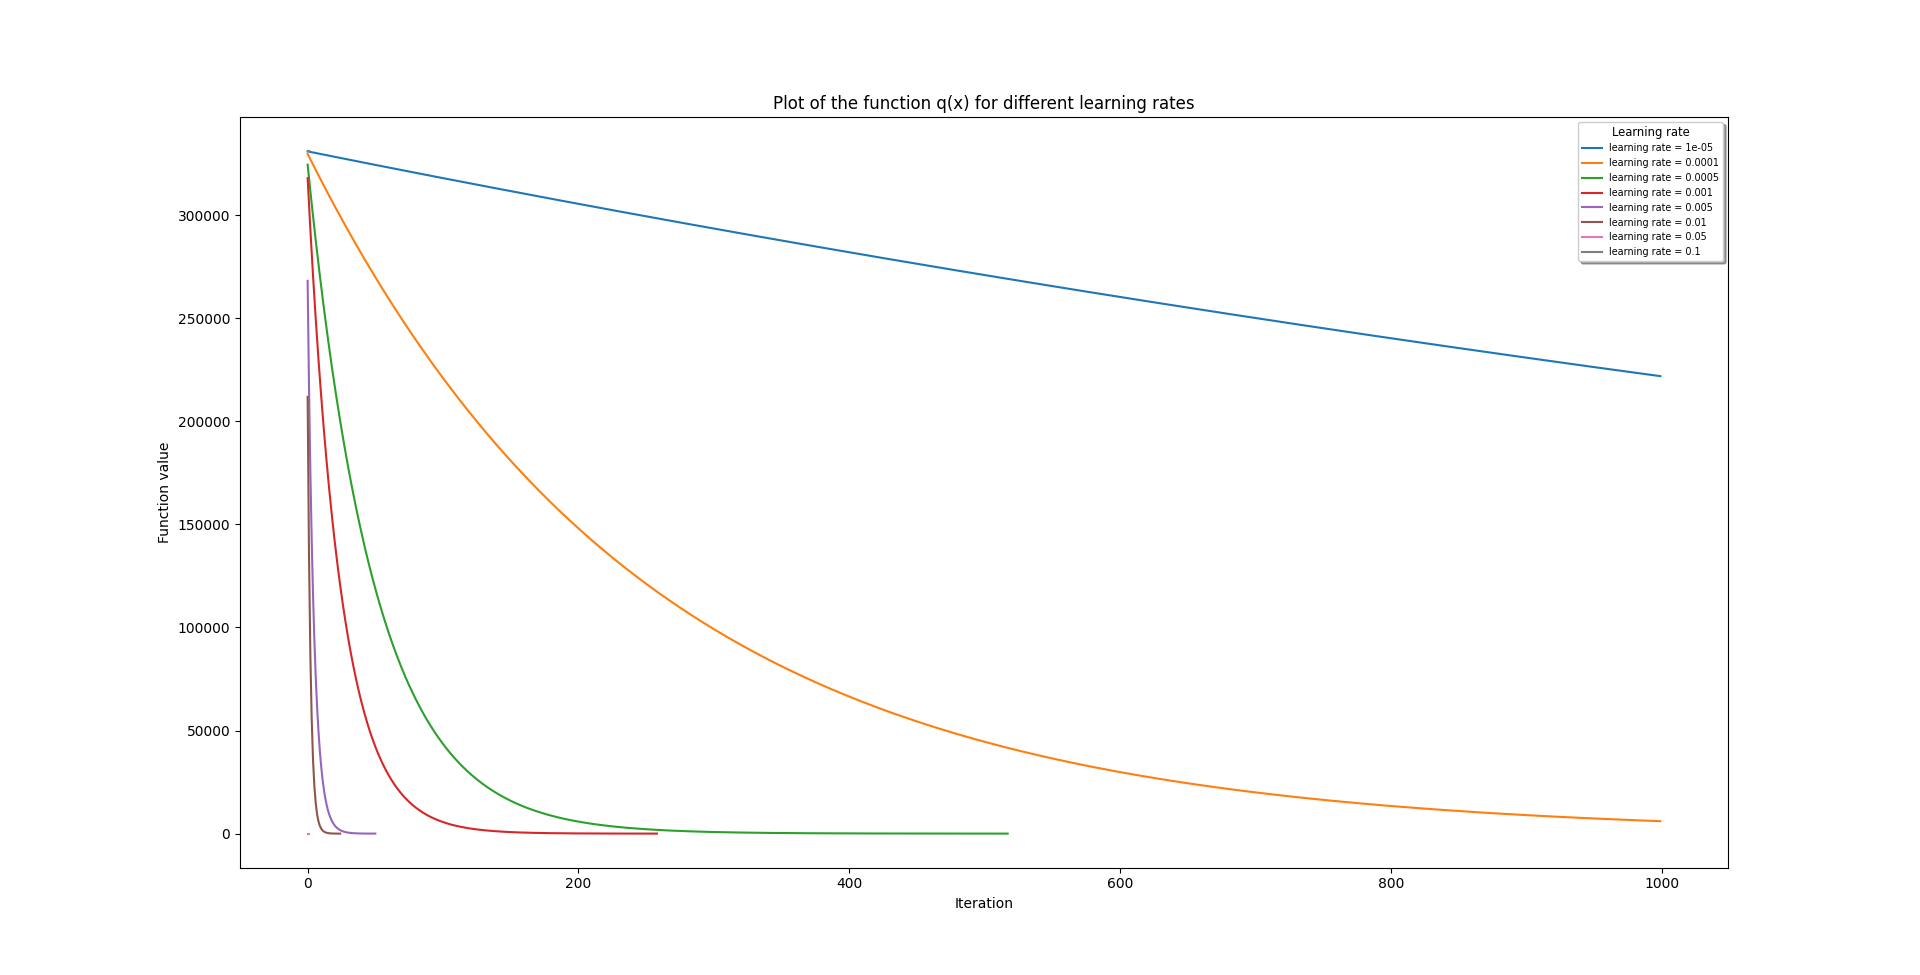 Plot of the function q(x) for different learning rates
Learning rate
learning rate = 1e-05
learning rate = 0.0001
learning rate = 0.0005
learning rate = 0.001
learning rate = 0.005
learning rate = 0.01
learning rate = 0.05
learning rate = 0.1
Function value
300000
250000
200000
150000
100000
50000
0
0 200 400 600 800 1000
Iteration